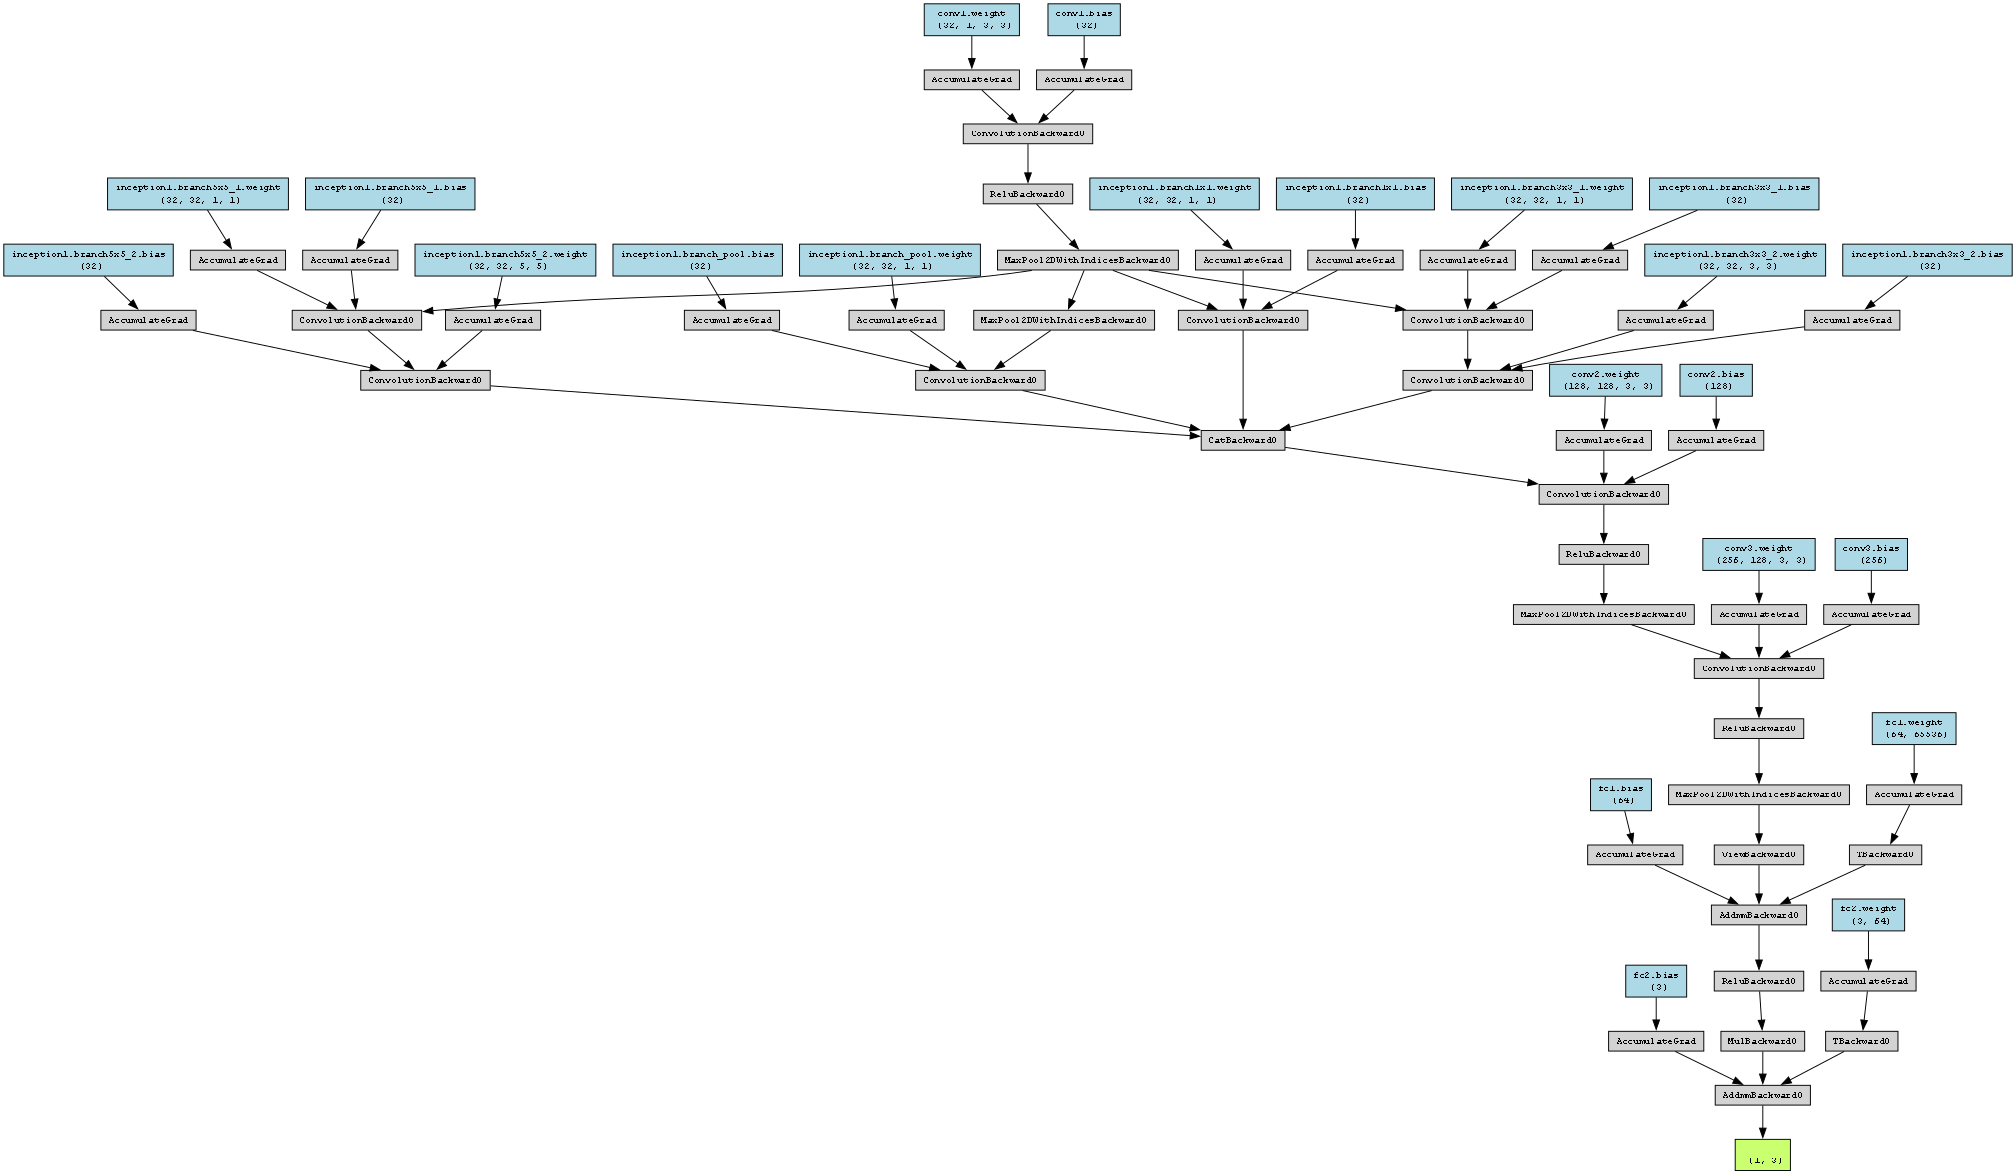 conv1.weight
(32, 1, 3, 3)
conv1.bias
(32)
AccumulateGrad
AccumulateGrad
ConvolutionBackward0
inception1.branch5x5_1.weight
(32, 32, 1, 1)
inception1.branch5x5_1.bias
(32)
ReluBackward0
inception1.branch1x1.weight
(32, 32, 1, 1)
inception1.branch1x1.bias
(32)
inception1.branch3x3_1.weight
(32, 32, 1, 1)
inception1.branch3x3_1.bias
(32)
inception1.branch5x5_2.bias
(32)
AccumulateGrad
AccumulateGrad
inception1.branch5x5_2.weight
(32, 32, 5, 5)
inception1.branch_pool.bias
(32)
inception1.branch_pool.weight
(32, 32, 1, 1)
MaxPool2DWithIndicesBackward0
AccumulateGrad
AccumulateGrad
AccumulateGrad
AccumulateGrad
inception1.branch3x3_2.weight
(32, 32, 3, 3)
inception1.branch3x3_2.bias
(32)
AccumulateGrad
ConvolutionBackward0
AccumulateGrad
AccumulateGrad
AccumulateGrad
MaxPool2DWithIndicesBackward0
ConvolutionBackward0
ConvolutionBackward0
AccumulateGrad
AccumulateGrad
ConvolutionBackward0
ConvolutionBackward0
ConvolutionBackward0
conv2.weight
(128, 128, 3, 3)
conv2.bias
(128)
CatBackward0
AccumulateGrad
AccumulateGrad
ConvolutionBackward0
ReluBackward0
conv3.weight
(256, 128, 3, 3)
conv3.bias
(256)
MaxPool2DWithIndicesBackward0
AccumulateGrad
AccumulateGrad
ConvolutionBackward0
ReluBackward0
fc1.weight
(64, 65536)
fc1.bias
(64)
MaxPool2DWithIndicesBackward0
AccumulateGrad
AccumulateGrad
ViewBackward0
TBackward0
AddmmBackward0
fc2.weight
(3, 64)
fc2.bias
(3)
ReluBackward0
AccumulateGrad
AccumulateGrad
MulBackward0
TBackward0
AddmmBackward0
(1, 3)